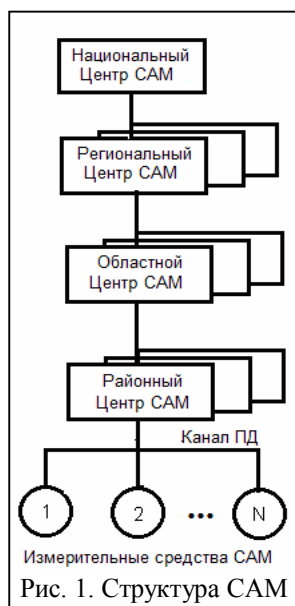 Национальный
Центр САМ
Региональный
Центр САМ
Областной
Центр САМ
Районный
Центр САМ
Канал ПД
1 2 ••• N
Измерительные средства САМ
Рис. 1. Структура САМ